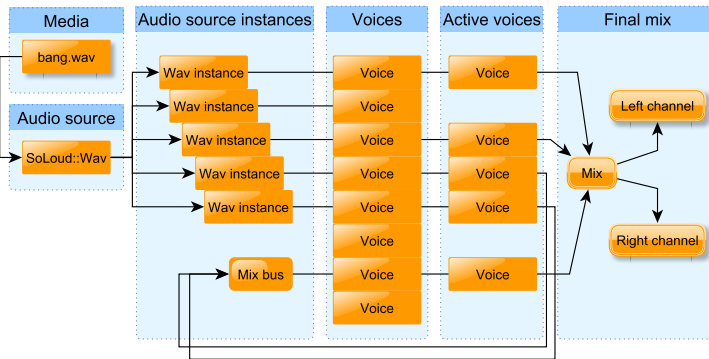 Media
bang.wav
Audio source
SoLoud::Wav
Audio source instances
Wav instance
Wav instance
Wav instance
Wav instance
Wav instance
Mix bus
Voices
Voice
Voice
Voice
Voice
Voice
Voice
Voice
Voice
Active voices
Voice
Voice
Voice
Voice
Voice
Final mix
Left channel
Mix
Right channel